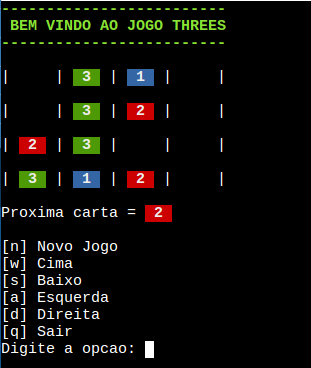 -------------------------
BEM VINDO AO JOGO THREES
-------------------------
|     |  3  |  1  |     |
|     |  3  |  2  |     |
|  2  |  3  |     |     |
|  3  |  1  |  2  |     |
Proxima carta = 2
[n] Novo Jogo
[w] Cima
[s] Baixo
[a] Esquerda
[d] Direita
[q] Sair
Digite a opcao: